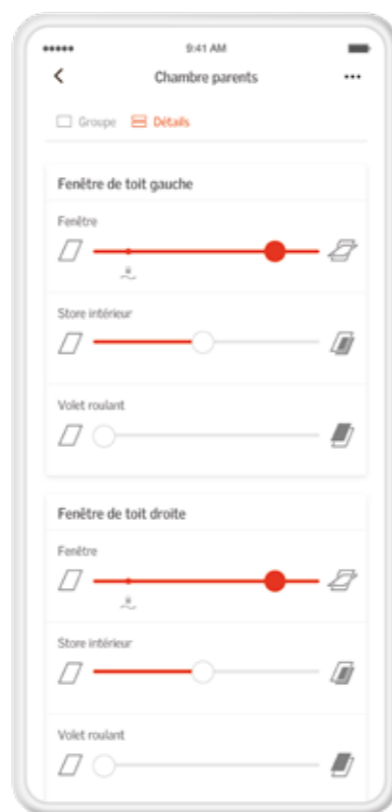 9:41 AM
Chambre parents
Groupe Détails
Fenêtre de toit gauche
Fenêtre
Store intérieur
Volet roulant
Fenêtre de toit droite
Fenêtre
Store intérieur
Volet roulant